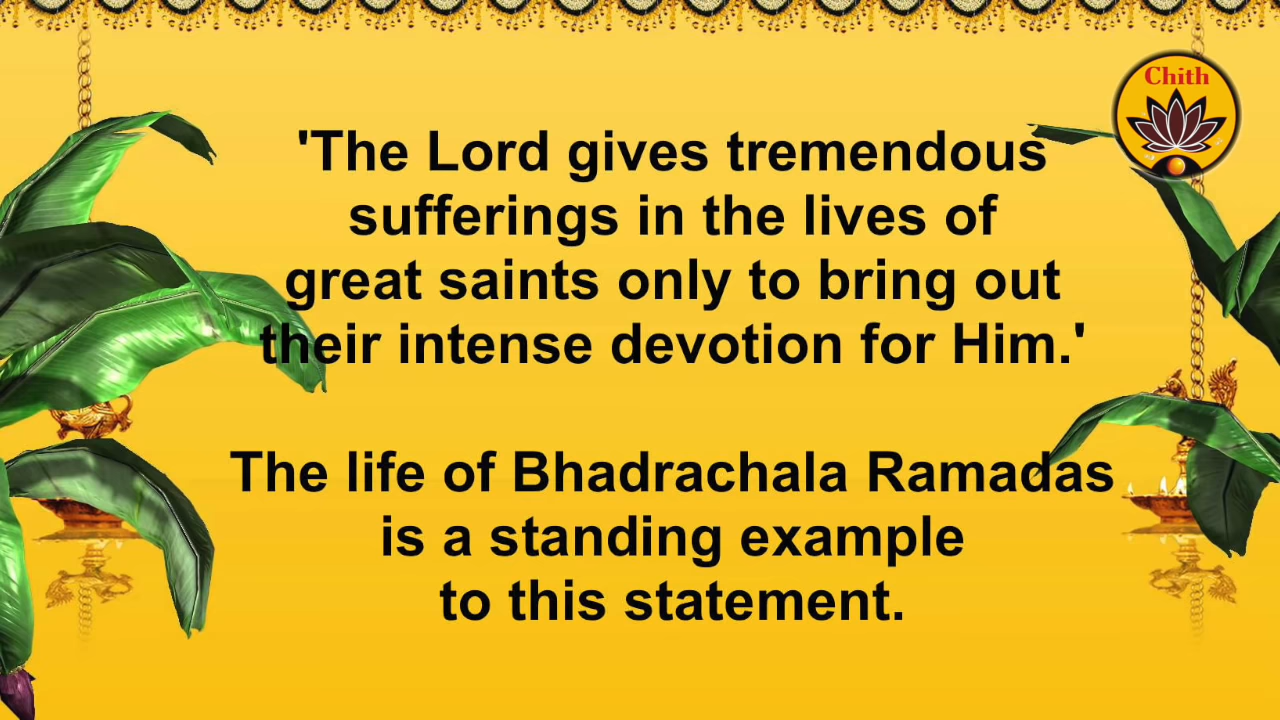 Chith
'The Lord gives tremendous
sufferings in the lives of
great saints only to bring out
their intense devotion for Him.'
The life of Bhadrachala Ramadas
is a standing example
to this statement.